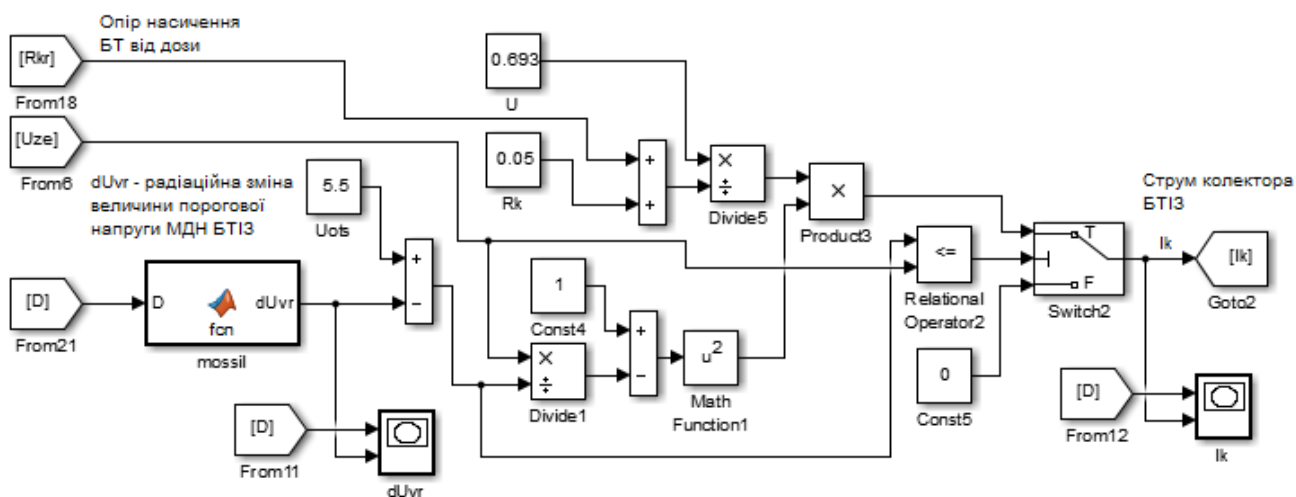 Опір насичення
БТ від дози
[Rkr]
From18
0.693
U
[Uze]
From6
0.05
Rk
+
+
×
÷
Divide5
×
Product3
dUvr - радіаційна зміна
величини порогової
напруги МДН БТІЗ
5.5
Uots
Струм колектора
БТІЗ
<=
Relational
Operator2
T
F
Switch2
Ik
[Ik]
Goto2
[D]
From21
D
dUvr
fcn
mossil
+
−
1
Const4
×
÷
Divide1
+
−
u²
Math
Function1
0
Const5
[D]
From11
dUvr
[D]
From12
Ik